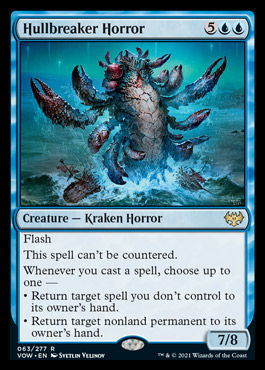 Hullbreaker Horror 5
Creature — Kraken Horror
Flash
This spell can't be countered.
Whenever you cast a spell, choose up to
one —
• Return target spell you don't control to
its owner's hand.
• Return target nonland permanent to its
owner's hand.
7/8
063/277 R
VOW • EN SVETLIN VELINOV
™ & © 2021 Wizards of the Coast